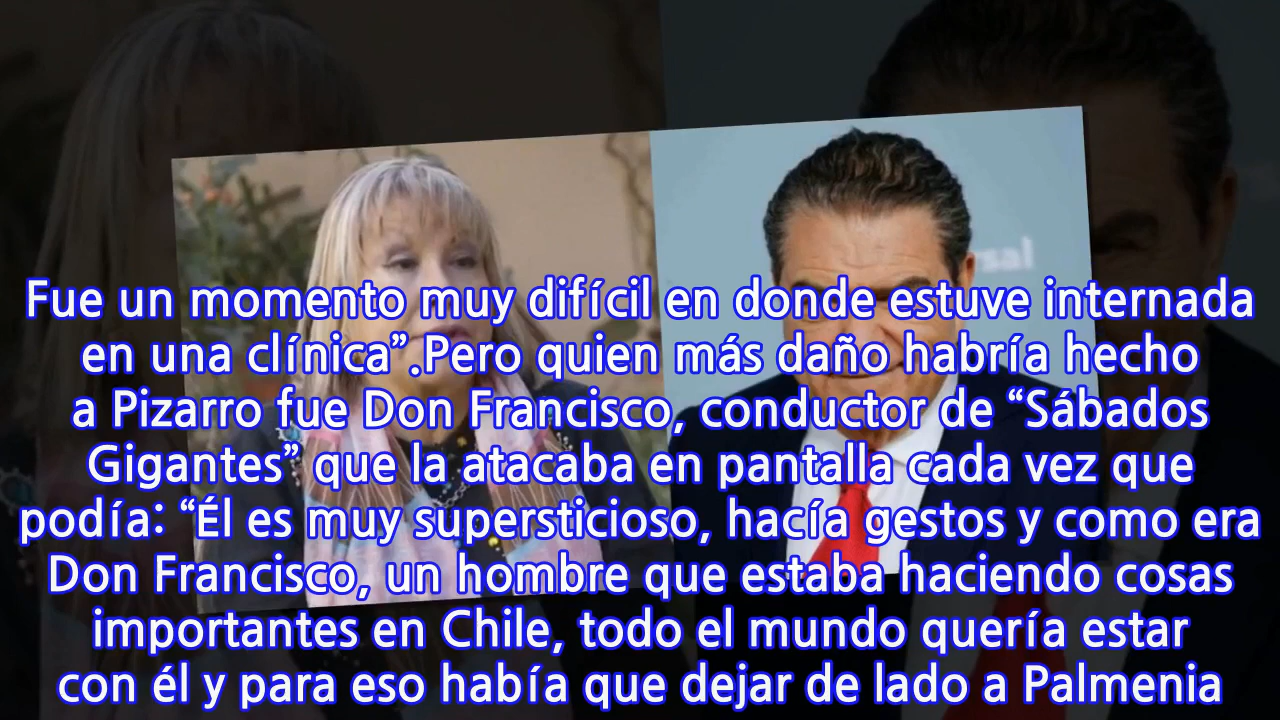 sal
Fue un momento muy difícil en donde estuve internada
en una clínica”.Pero quien más daño habría hecho
a Pizarro fue Don Francisco, conductor de “Sábados
Gigantes” que la atacaba en pantalla cada vez que
podía: “Él es muy supersticioso, hacía gestos y como era
Don Francisco, un hombre que estaba haciendo cosas
importantes en Chile, todo el mundo quería estar
con él y para eso había que dejar de lado a Palmenia